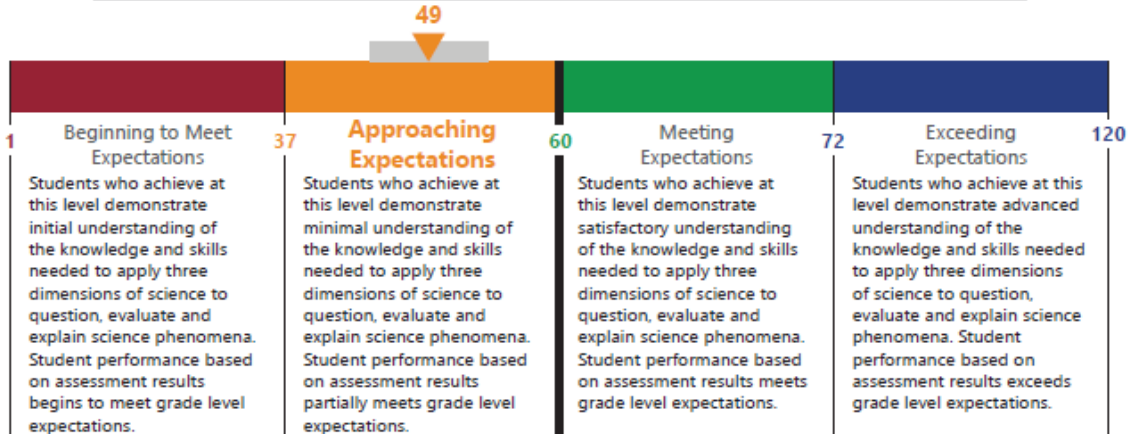 49
1
Beginning to Meet
Expectations
Students who achieve at
this level demonstrate
initial understanding of
the knowledge and skills
needed to apply three
dimensions of science to
question, evaluate and
explain science phenomena.
Student performance based
on assessment results
begins to meet grade level
expectations.
37
Approaching
Expectations
Students who achieve at
this level demonstrate
minimal understanding of
the knowledge and skills
needed to apply three
dimensions of science to
question, evaluate and
explain science phenomena.
Student performance based
on assessment results
partially meets grade level
expectations.
60
Meeting
Expectations
Students who achieve at
this level demonstrate
satisfactory understanding
of the knowledge and skills
needed to apply three
dimensions of science to
question, evaluate and
explain science phenomena.
Student performance based
on assessment results meets
grade level expectations.
72
Exceeding
Expectations
Students who achieve at this
level demonstrate advanced
understanding of the
knowledge and skills needed
to apply three dimensions
of science to question,
evaluate and explain science
phenomena. Student
performance based on
assessment results exceeds
grade level expectations.
120